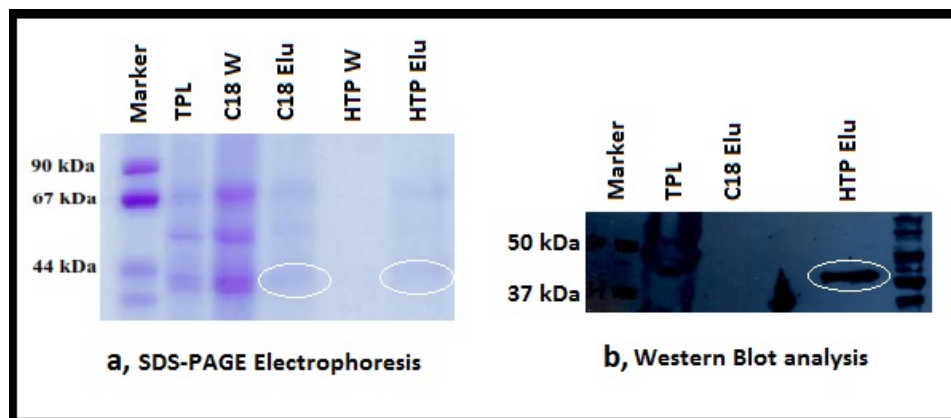 Marker
TPL
C18 W
C18 Elu
HTP W
HTP Elu
90 kDa
67 kDa
44 kDa
a, SDS-PAGE Electrophoresis
Marker
TPL
C18 Elu
HTP Elu
50 kDa
37 kDa
b, Western Blot analysis